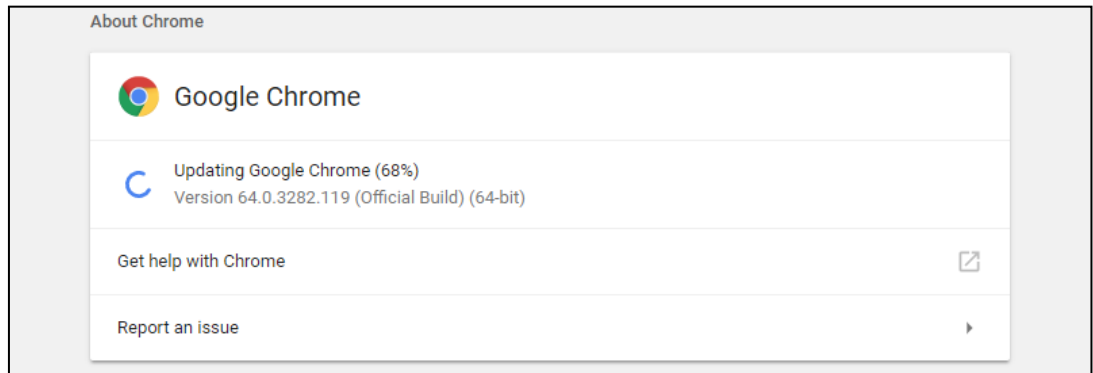 About Chrome
Google Chrome
Updating Google Chrome (68%)
Version 64.0.3282.119 (Official Build) (64-bit)
Get help with Chrome
Report an issue